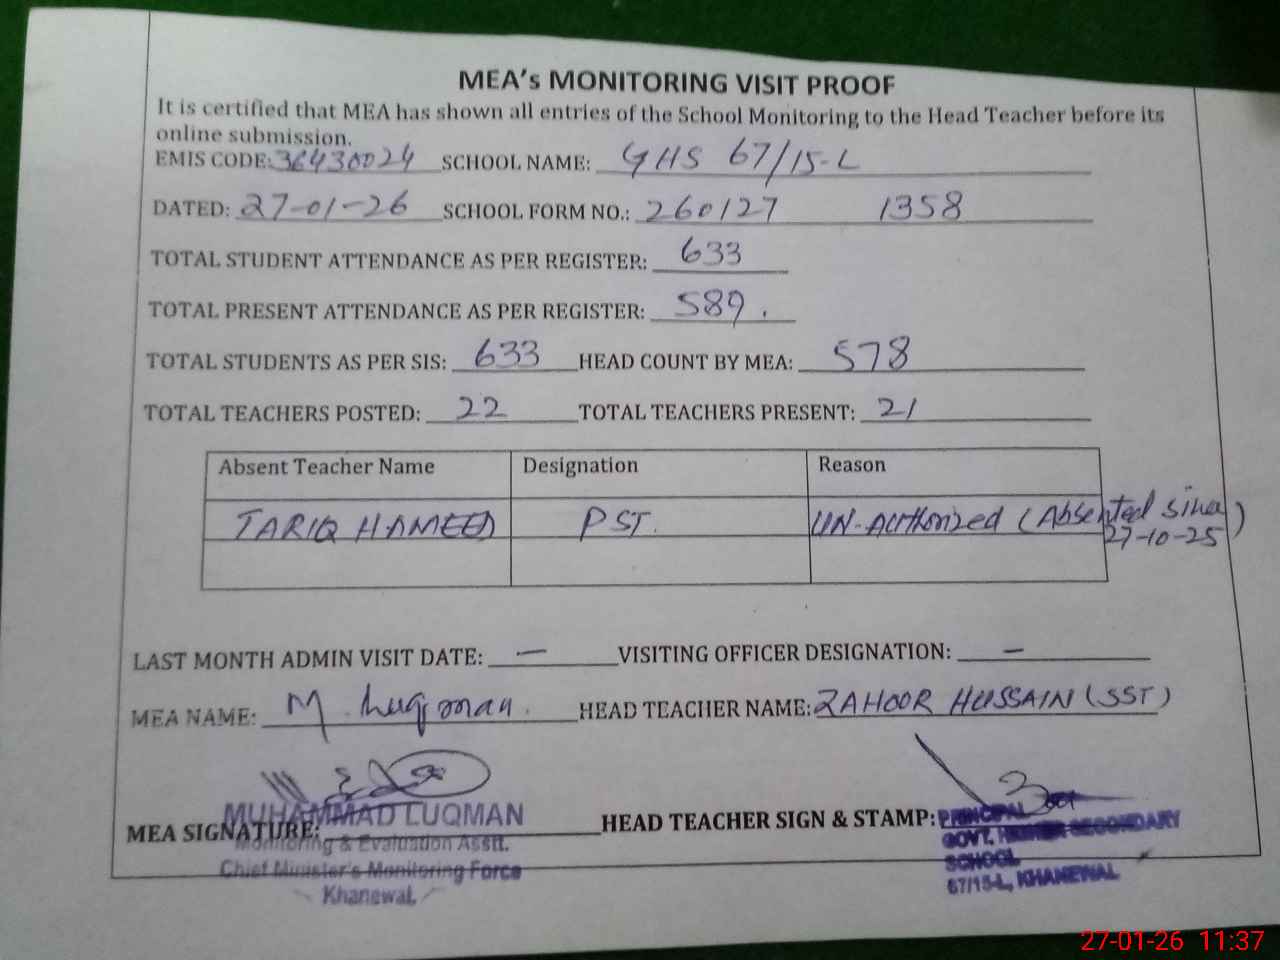 MEA's MONITORING VISIT PROOF
It is certified that MEA has shown all entries of the School Monitoring to the Head Teacher before its
online submission.
EMIS CODE: 36430024 SCHOOL NAME: GHS 67/15-L
DATED: 27-01-26 SCHOOL FORM NO.: 260127 1358
TOTAL STUDENT ATTENDANCE AS PER REGISTER: 633
TOTAL PRESENT ATTENDANCE AS PER REGISTER: 589.
TOTAL STUDENTS AS PER SIS: 633 HEAD COUNT BY MEA: 578
TOTAL TEACHERS POSTED: 22 TOTAL TEACHERS PRESENT: 21
Absent Teacher Name Designation Reason
TARIQ HAMEED PST. UN-AUTHORIZED (Absented since
27-10-25)
LAST MONTH ADMIN VISIT DATE: — VISITING OFFICER DESIGNATION: —
MEA NAME: M. Luqman. HEAD TEACHER NAME: ZAHOOR HUSSAIN (SST)
MEA SIGNATURE: HEAD TEACHER SIGN & STAMP:
MUHAMMAD LUQMAN
Monitoring & Evaluation Asstt.
Chief Minister's Monitoring Force
Khanewal.
PRINCIPAL
GOVT. HIGHER SECONDARY
SCHOOL
67/15-L, KHANEWAL
27-01-26 11:37